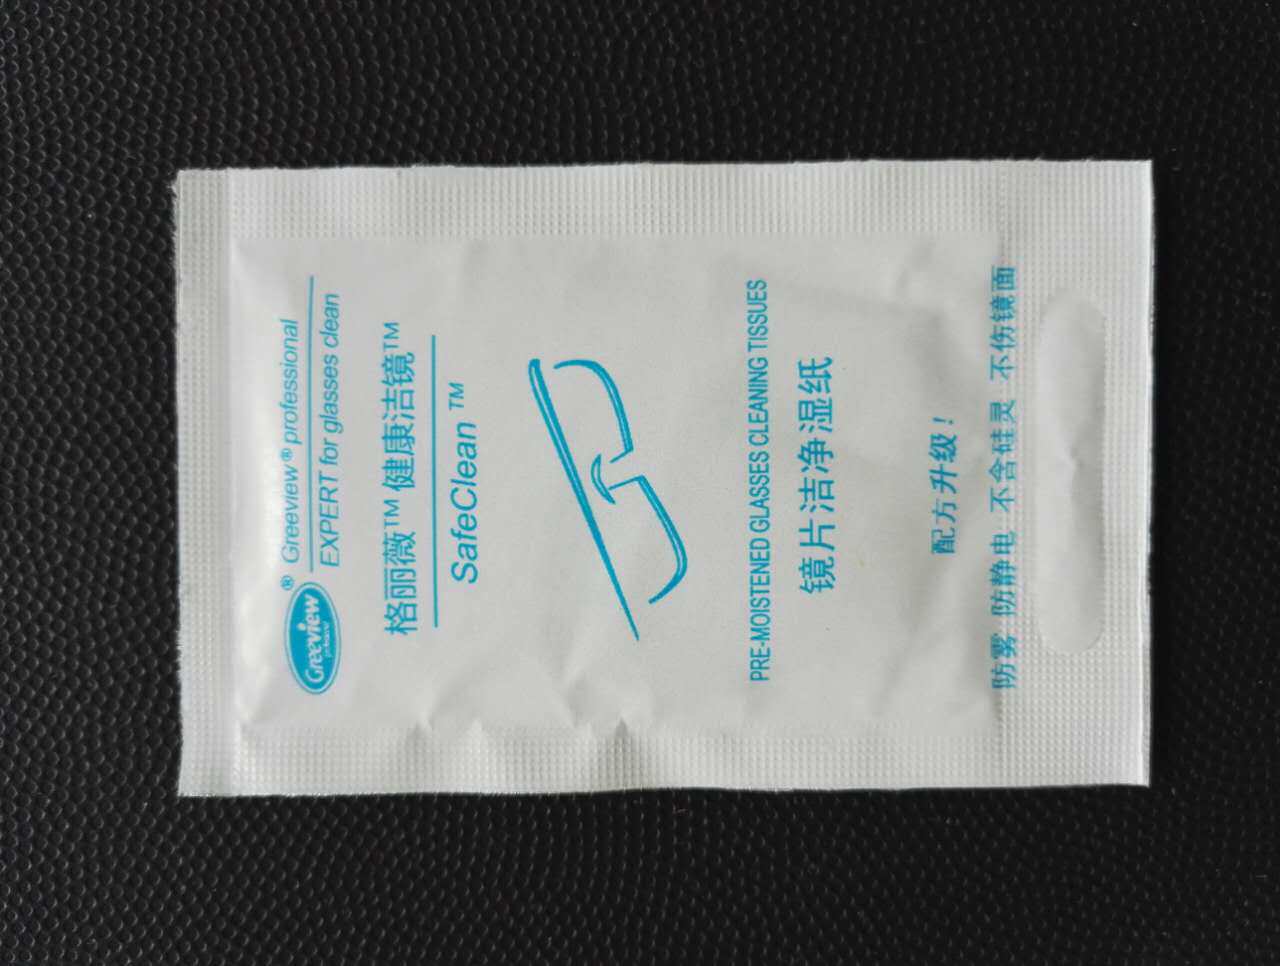 Greeview®
professional
Greeview® professional
EXPERT for glasses clean
格丽薇™健康洁镜™
SafeClean™
PRE-MOISTENED GLASSES CLEANING TISSUES
镜片洁净湿纸
配方升级!
防雾 防静电 不含硅灵 不伤镜面